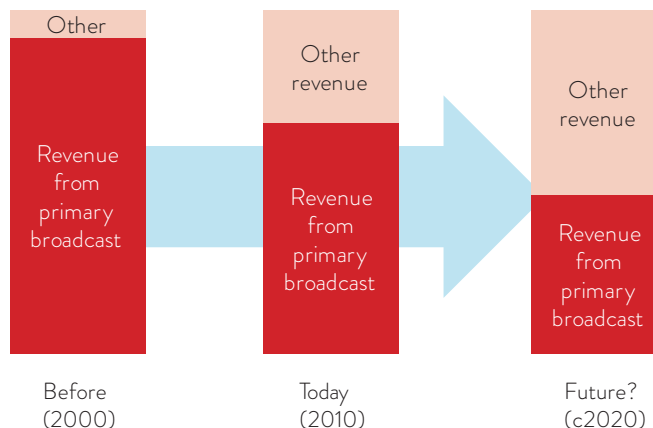 Other
Revenue
from
primary
broadcast
Other
revenue
Revenue
from
primary
broadcast
Other
revenue
Revenue
from
primary
broadcast
Before
(2000)
Today
(2010)
Future?
(c2020)